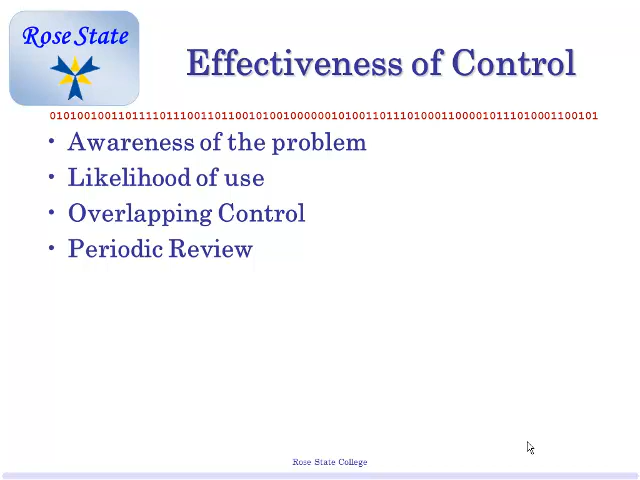 Rose State
Effectiveness of Control
01010010011011110111001101100101001000000101001101110100011000010111010001100101
• Awareness of the problem
• Likelihood of use
• Overlapping Control
• Periodic Review
Rose State College